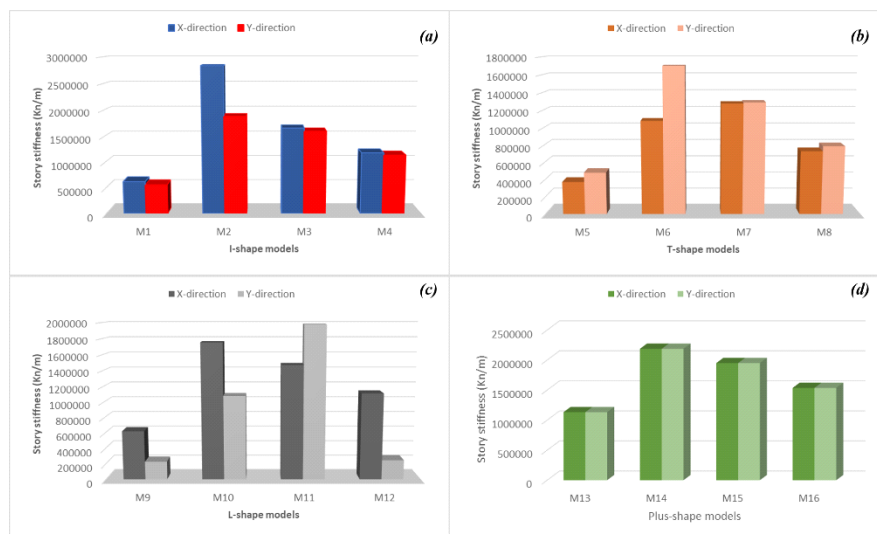 X-direction Y-direction (a)
Story stiffness (Kn/m)
3000000
2500000
2000000
1500000
1000000
500000
0
M1 M2 M3 M4
I-shape models
X-direction Y-direction (b)
Story stiffness (Kn/m)
1800000
1600000
1400000
1200000
1000000
800000
600000
400000
200000
0
M5 M6 M7 M8
T-shape models
X-direction Y-direction (c)
Story stiffness (Kn/m)
2000000
1800000
1600000
1400000
1200000
1000000
800000
600000
400000
200000
0
M9 M10 M11 M12
L-shape models
X-direction Y-direction (d)
Story stiffness (Kn/m)
2500000
2000000
1500000
1000000
500000
0
M13 M14 M15 M16
Plus-shape models